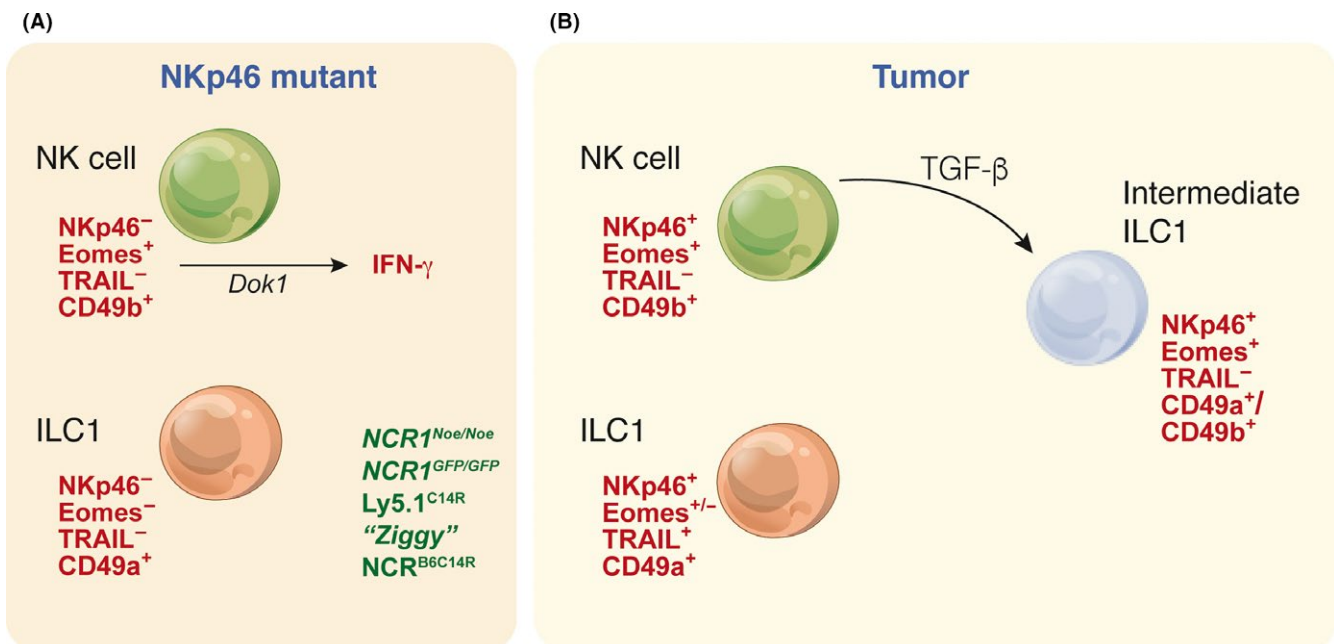 (A)
NKp46 mutant
NK cell
NKp46⁻
Eomes⁺
TRAIL⁻
CD49b⁺
Dok1
IFN-γ
ILC1
NKp46⁻
Eomes⁻
TRAIL⁻
CD49a⁺
NCR1^Noe/Noe
NCR1^GFP/GFP
Ly5.1^C14R
“Ziggy”
NCR^B6C14R
(B)
Tumor
NK cell
NKp46⁺
Eomes⁺
TRAIL⁻
CD49b⁺
TGF-β
Intermediate
ILC1
NKp46⁺
Eomes⁺
TRAIL⁻
CD49a⁺/
CD49b⁺
ILC1
NKp46⁺
Eomes⁺/⁻
TRAIL⁺
CD49a⁺